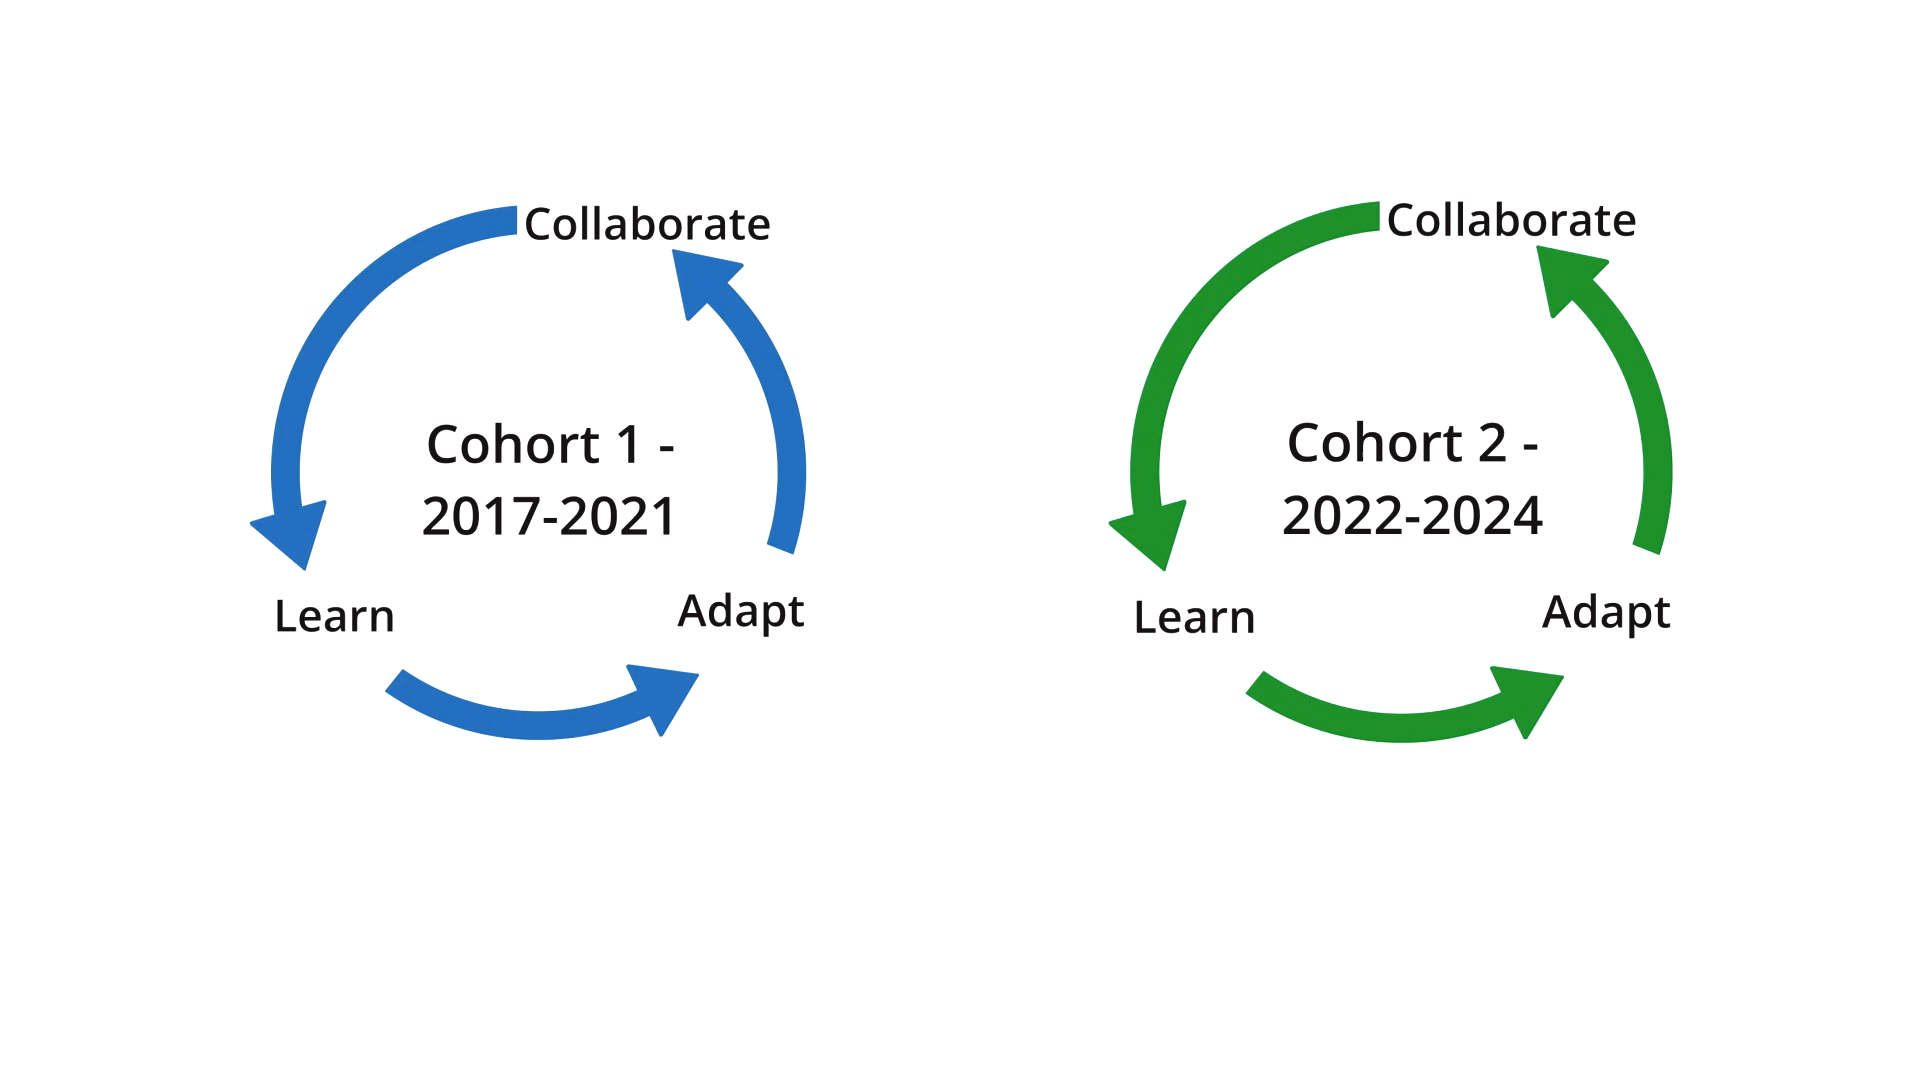 Collaborate
Cohort 1 -
2017-2021
Learn
Adapt
Collaborate
Cohort 2 -
2022-2024
Learn
Adapt